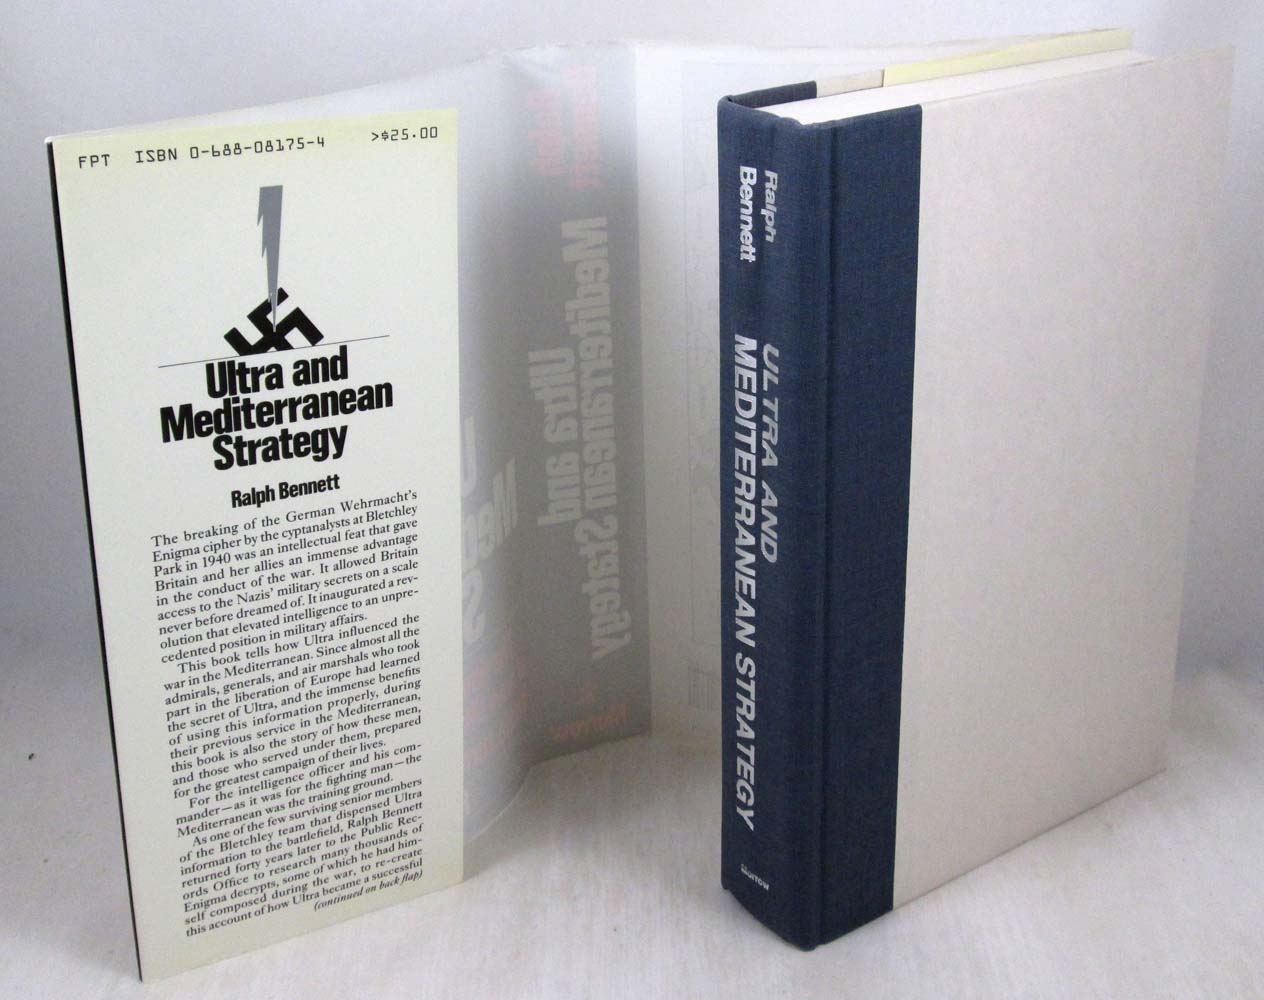 FPT ISBN 0-688-08175-4 >$25.00
Ultra and
Mediterranean
Strategy
Ralph Bennett
The breaking of the German Wehrmacht's
Enigma cipher by the cyptanalysts at Bletchley
Park in 1940 was an intellectual feat that gave
Britain and her allies an immense advantage
in the conduct of the war. It allowed Britain
access to the Nazis' military secrets on a scale
never before dreamed of. It inaugurated a rev-
olution that elevated intelligence to an unpre-
cedented position in military affairs.
This book tells how Ultra influenced the
war in the Mediterranean. Since almost all the
admirals, generals, and air marshals who took
part in the liberation of Europe had learned
the secret of Ultra, and the immense benefits
of using this information properly, during
their previous service in the Mediterranean,
this book is also the story of how these men,
and those who served under them, prepared
for the greatest campaign of their lives.
For the intelligence officer and his com-
mander—as it was for the fighting man—the
Mediterranean was the training ground.
As one of the few surviving senior members
of the Bletchley team that dispensed Ultra
information to the battlefield, Ralph Bennett
returned forty years later to the Public Rec-
ords Office to research many thousands of
Enigma decrypts, some of which he had him-
self composed during the war, to re-create
this account of how Ultra became a successful
(continued on back flap)
Ultra and
Mediterranean Strategy
Ralph
Bennett
ULTRA AND
MEDITERRANEAN STRATEGY
MORROW